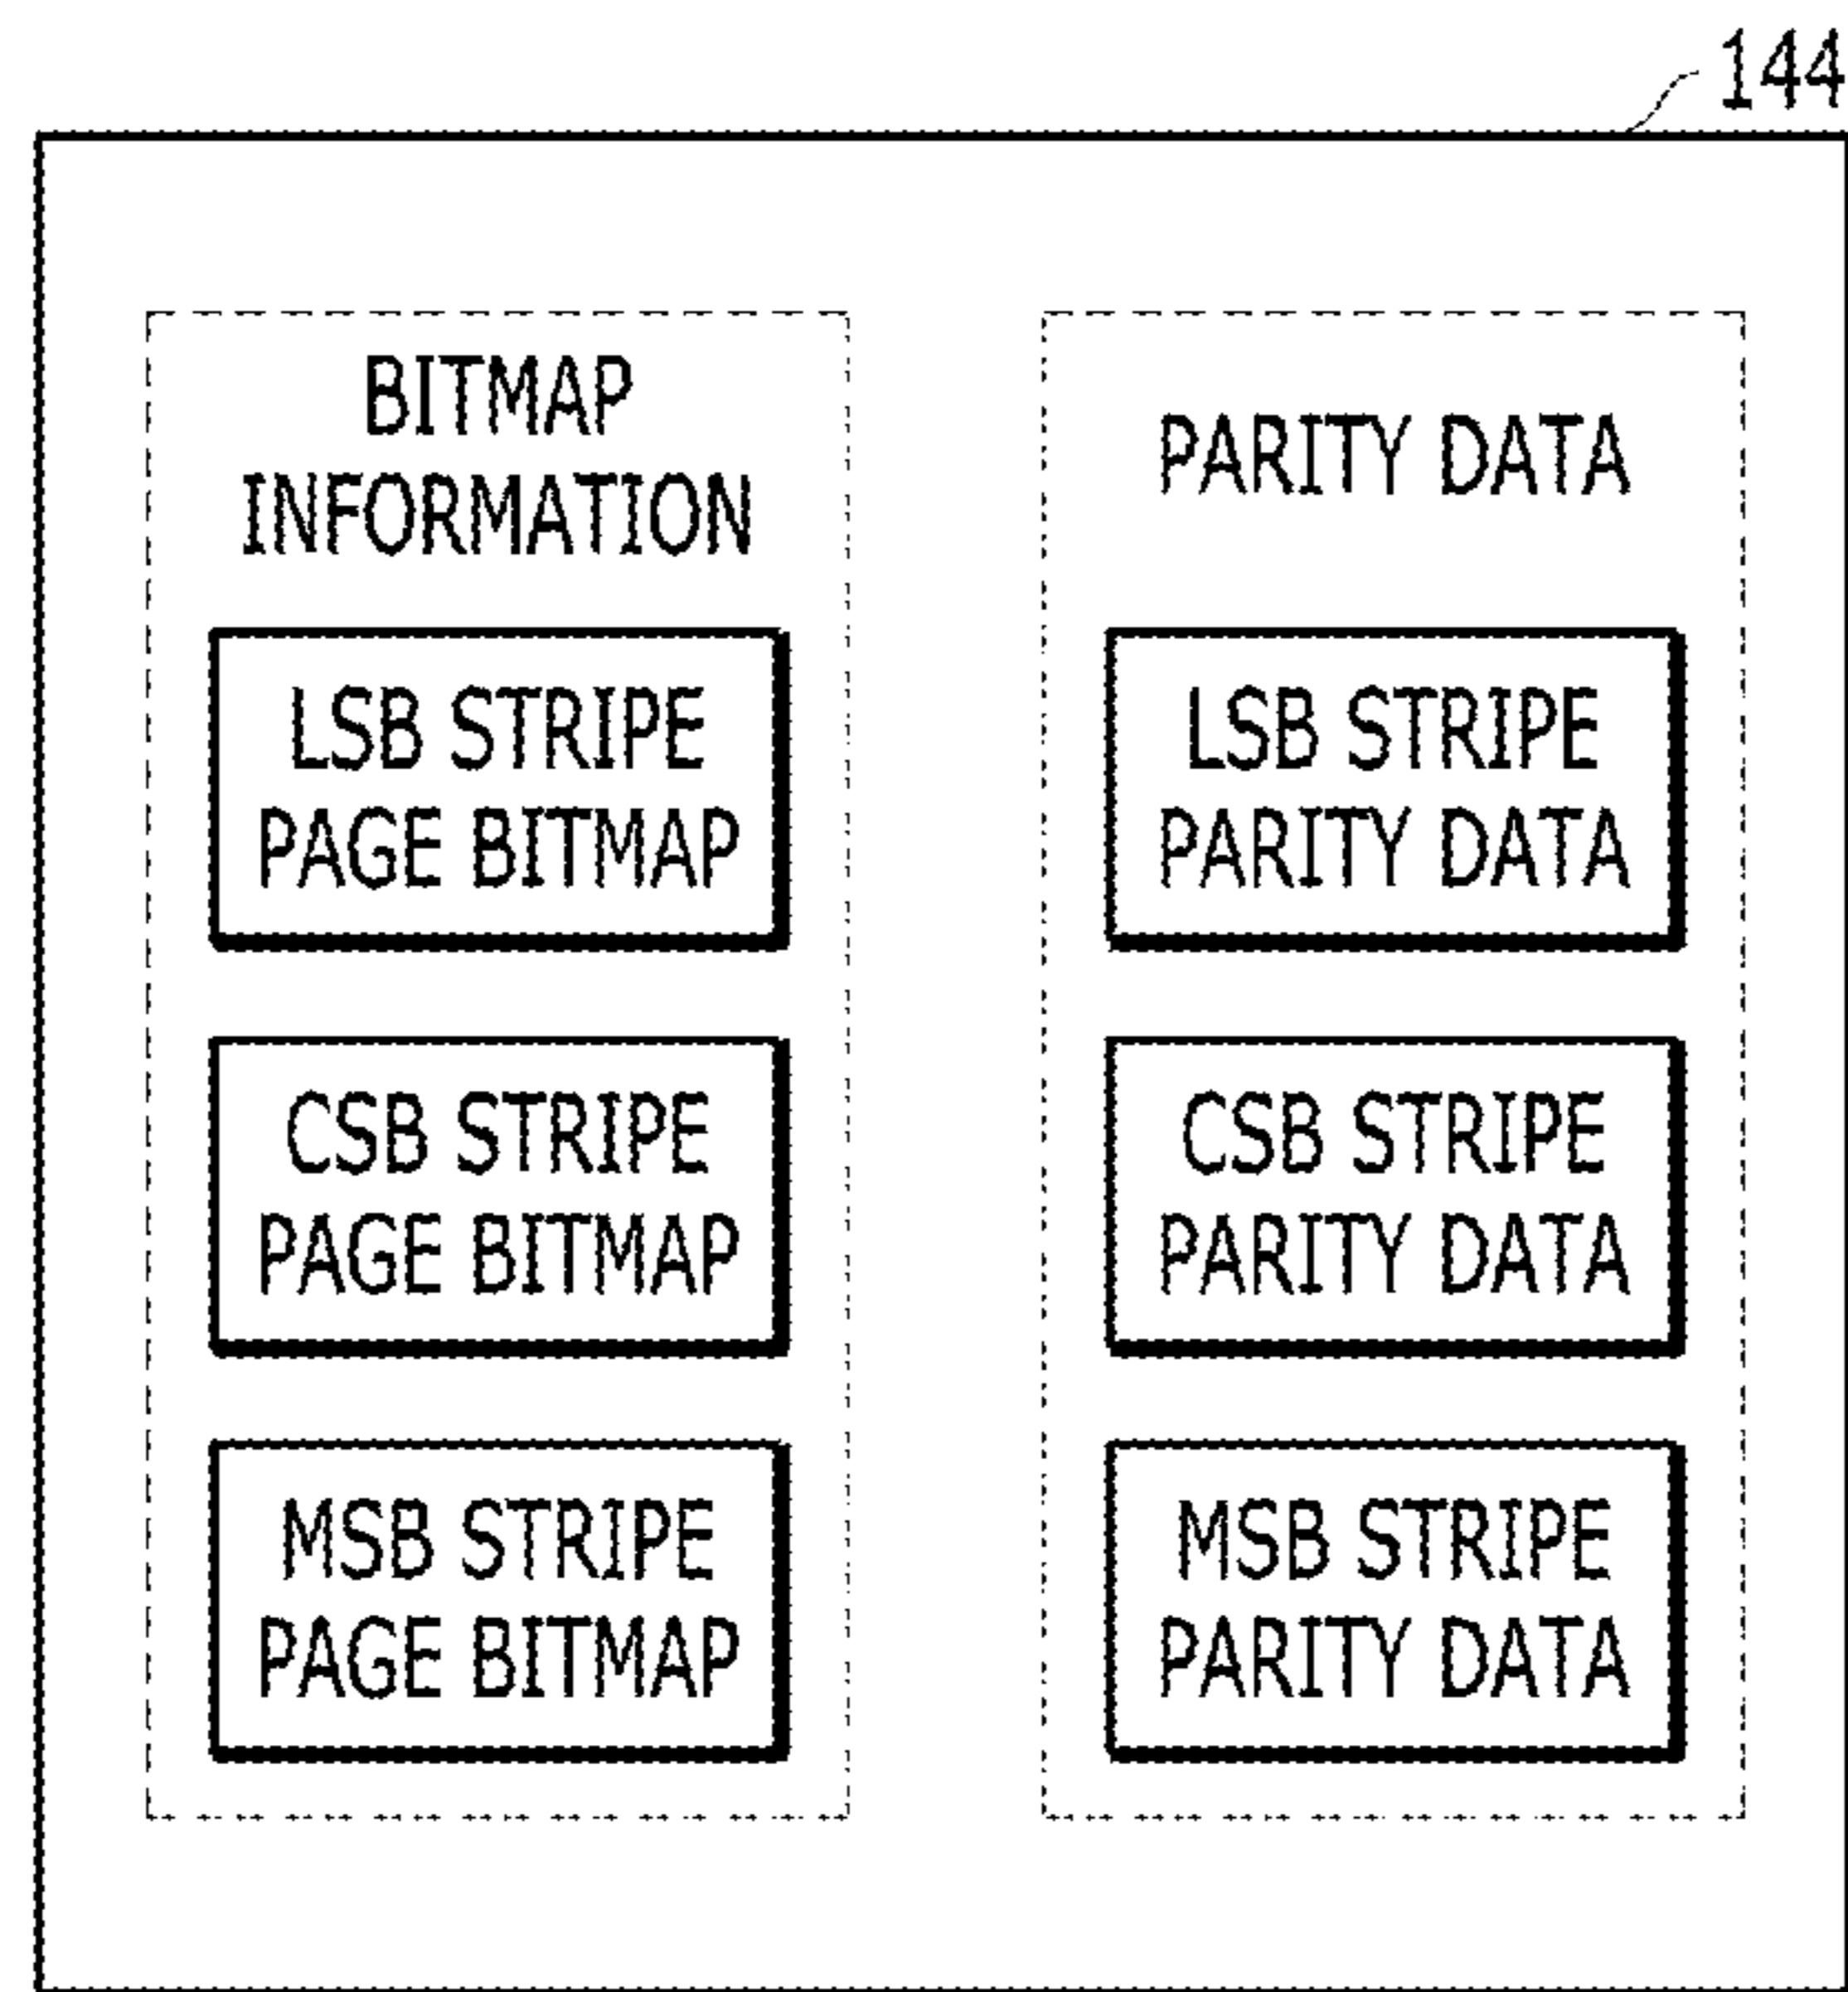 144
BITMAP
INFORMATION
LSB STRIPE
PAGE BITMAP
CSB STRIPE
PAGE BITMAP
MSB STRIPE
PAGE BITMAP
PARITY DATA
LSB STRIPE
PARITY DATA
CSB STRIPE
PARITY DATA
MSB STRIPE
PARITY DATA